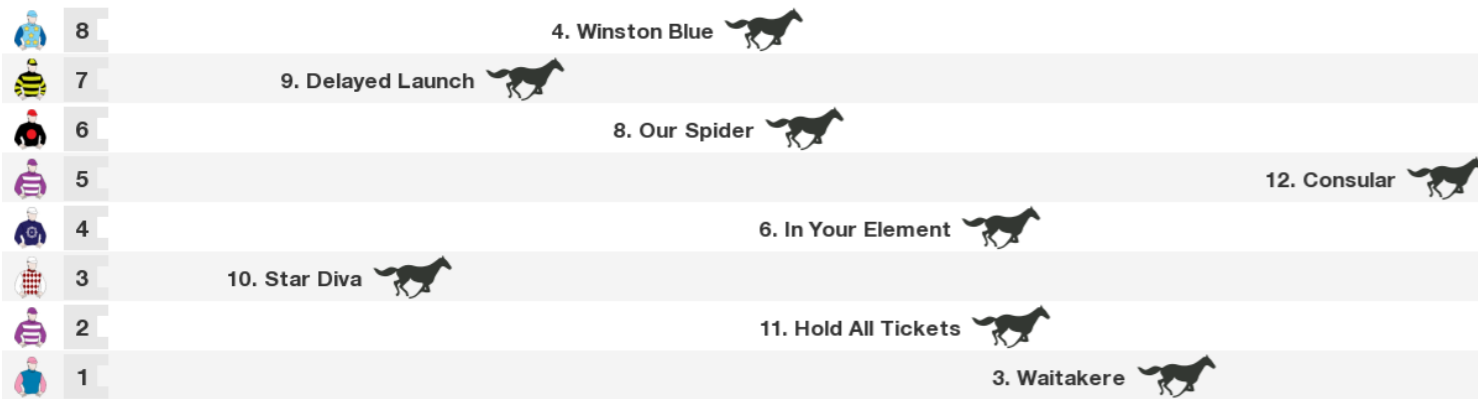 8 4. Winston Blue
7 9. Delayed Launch
6 8. Our Spider
5 12. Consular
4 6. In Your Element
3 10. Star Diva
2 11. Hold All Tickets
1 3. Waitakere